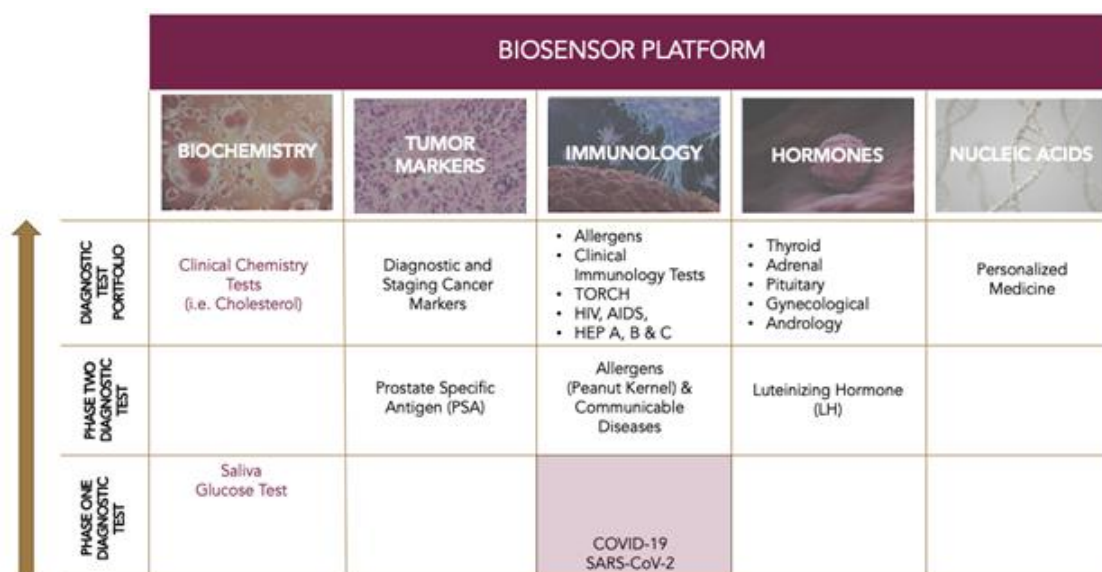 BIOSENSOR PLATFORM
BIOCHEMISTRY
TUMOR
MARKERS
IMMUNOLOGY
HORMONES
NUCLEIC ACIDS
DIAGNOSTIC
TEST
PORTFOLIO
Clinical Chemistry
Tests
(i.e. Cholesterol)
Diagnostic and
Staging Cancer
Markers
• Allergens
• Clinical
Immunology Tests
• TORCH
• HIV, AIDS,
• HEP A, B & C
• Thyroid
• Adrenal
• Pituitary
• Gynecological
• Andrology
Personalized
Medicine
PHASE TWO
DIAGNOSTIC
TEST
Prostate Specific
Antigen (PSA)
Allergens
(Peanut Kernel) &
Communicable
Diseases
Luteinizing Hormone
(LH)
PHASE ONE
DIAGNOSTIC
TEST
Saliva
Glucose Test
COVID-19
SARS-CoV-2